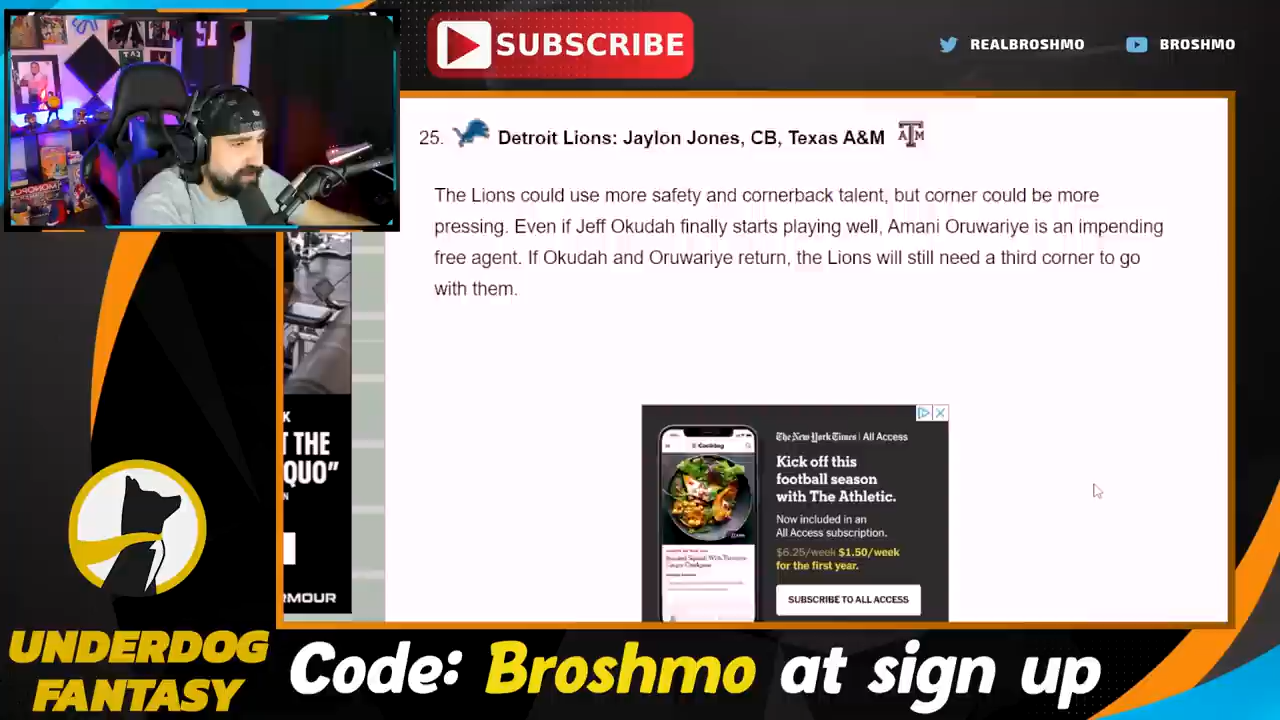 SUBSCRIBE
REALBROSHMO
BROSHMO
25. Detroit Lions: Jaylon Jones, CB, Texas A&M
The Lions could use more safety and cornerback talent, but corner could be more
pressing. Even if Jeff Okudah finally starts playing well, Amani Oruwariye is an impending
free agent. If Okudah and Oruwariye return, the Lions will still need a third corner to go
with them.
K
T THE
QUO”
N
RMOUR
The New York Times | All Access
Kick off this
football season
with The Athletic.
Now included in an
All Access subscription.
$6.25/week $1.50/week
for the first year.
SUBSCRIBE TO ALL ACCESS
Cooking
UNDERDOG
FANTASY
Code: Broshmo at sign up